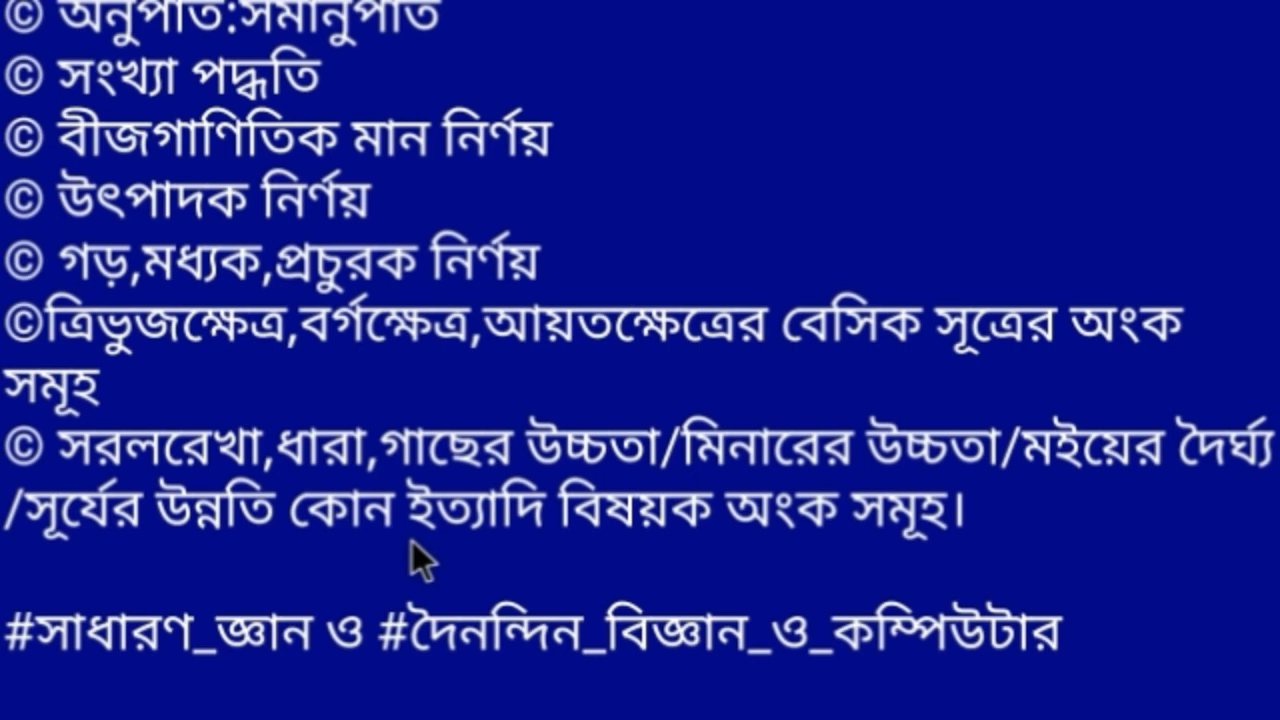 © অনুপাত:সমানুপাত
© সংখ্যা পদ্ধতি
© বীজগাণিতিক মান নির্ণয়
© উৎপাদক নির্ণয়
© গড়,মধ্যক,প্রচুরক নির্ণয়
©ত্রিভুজক্ষেত্র,বর্গক্ষেত্র,আয়তক্ষেত্রের বেসিক সূত্রের অংক
সমূহ
© সরলরেখা,ধারা,গাছের উচ্চতা/মিনারের উচ্চতা/মইয়ের দৈর্ঘ্য
/সূর্যের উন্নতি কোন ইত্যাদি বিষয়ক অংক সমূহ।
#সাধারণ_জ্ঞান ও #দৈনন্দিন_বিজ্ঞান_ও_কম্পিউটার